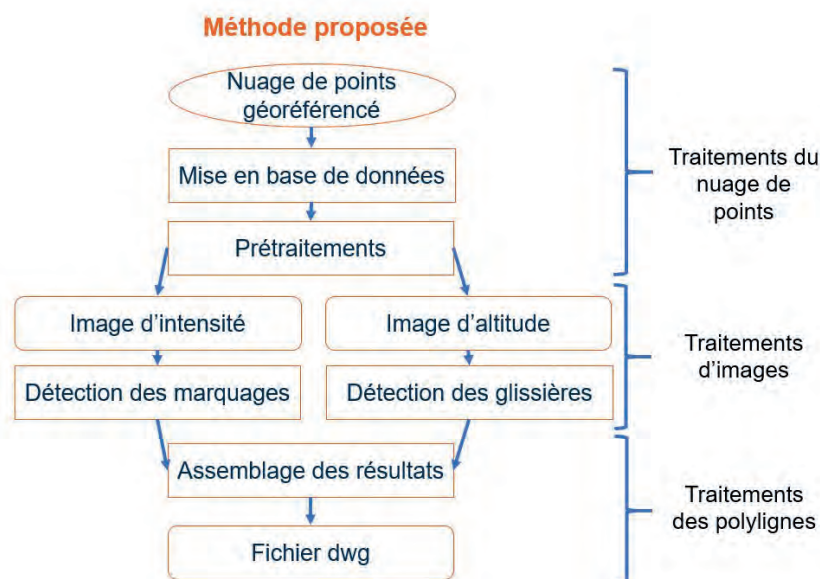 Méthode proposée
Nuage de points
géoréférencé
Mise en base de données
Prétraitements
Traitements du
nuage de
points
Image d'intensité
Image d'altitude
Détection des marquages
Détection des glissières
Traitements
d'images
Assemblage des résultats
Fichier dwg
Traitements
des polylignes